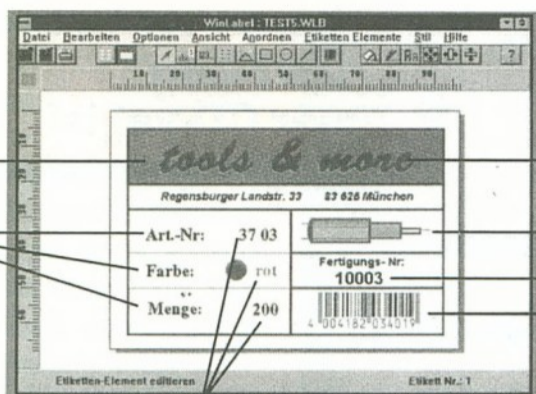 WinLabel : TEST5.WLB
Datei Bearbeiten Optionen Ansicht Anordnen Etiketten Elemente Stil Hilfe
10 20 30 40 50 60 70 80 90
tools & more
Regensburger Landstr. 33 83 626 München
Art.-Nr: 37 03
Farbe: rot
Menge: 200
Fertigungs- Nr:
10003
4 004182 034019
Etiketten-Element editieren Etikett Nr.: 1